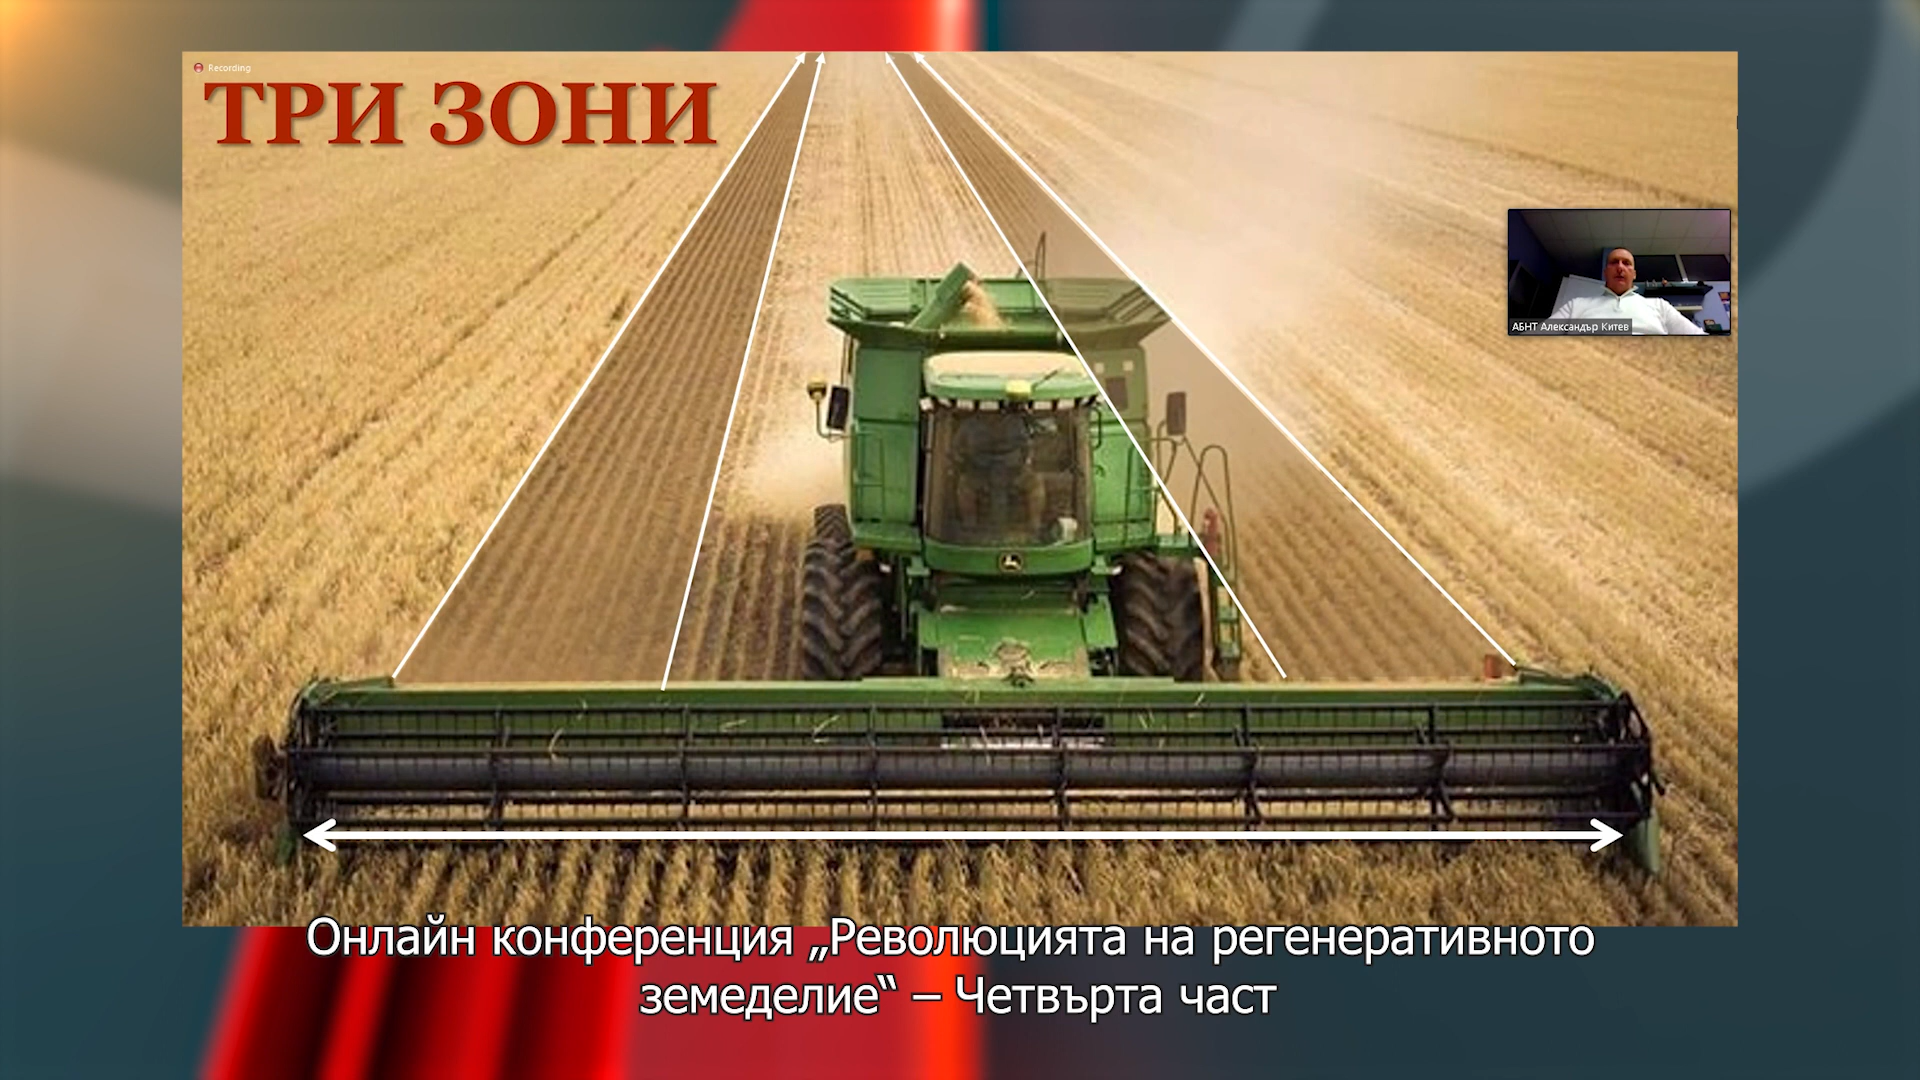 Recording
ТРИ ЗОНИ
АБНТ Александър Китев
Онлайн конференция „Революцията на регенеративното
земеделие“ – Четвърта част